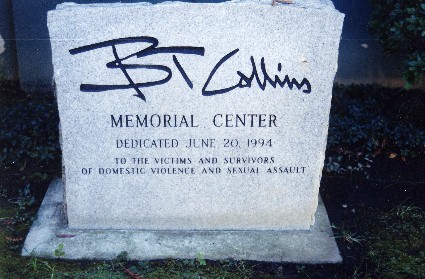 BT Collins
MEMORIAL CENTER
DEDICATED JUNE 20, 1994
TO THE VICTIMS AND SURVIVORS
OF DOMESTIC VIOLENCE AND SEXUAL ASSAULT